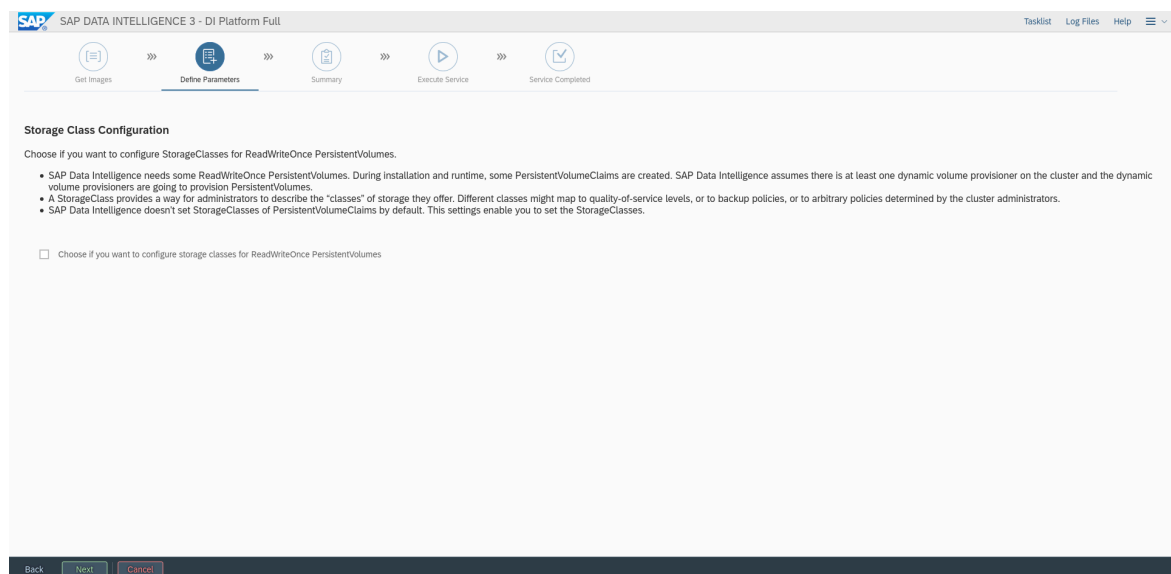 SAP SAP DATA INTELLIGENCE 3 - DI Platform Full Tasklist Log Files Help
Get Images Define Parameters Summary Execute Service Service Completed
Storage Class Configuration
Choose if you want to configure StorageClasses for ReadWriteOnce PersistentVolumes.
• SAP Data Intelligence needs some ReadWriteOnce PersistentVolumes. During installation and runtime, some PersistentVolumeClaims are created. SAP Data Intelligence assumes there is at least one dynamic volume provisioner on the cluster and the dynamic
volume provisioners are going to provision PersistentVolumes.
• A StorageClass provides a way for administrators to describe the "classes" of storage they offer. Different classes might map to quality-of-service levels, or to backup policies, or to arbitrary policies determined by the cluster administrators.
• SAP Data Intelligence doesn't set StorageClasses of PersistentVolumeClaims by default. This settings enable you to set the StorageClasses.
Choose if you want to configure storage classes for ReadWriteOnce PersistentVolumes
Back Next Cancel